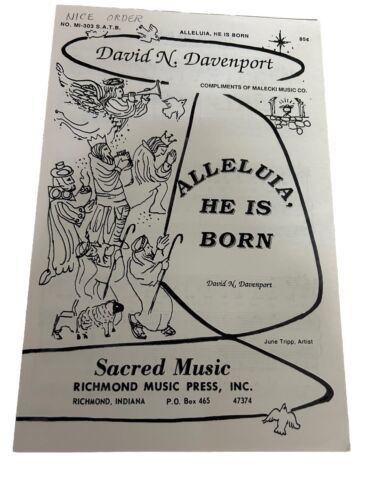 NICE ORDER
NO. MI-303 S.A.T.B.
ALLELUIA, HE IS BORN
85¢
David N. Davenport
COMPLIMENTS OF MALECKI MUSIC CO.
ALLELUIA,
HE IS
BORN
David N. Davenport
June Tripp, Artist
Sacred Music
RICHMOND MUSIC PRESS, INC.
RICHMOND, INDIANA P.O. Box 465 47374